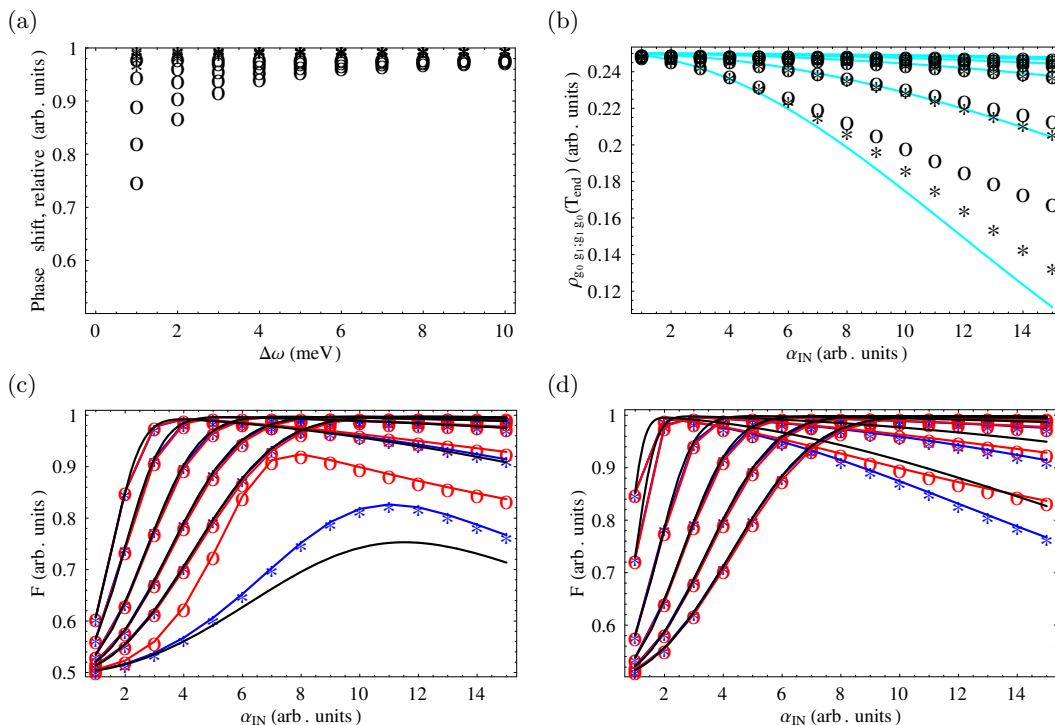 (a)
Phase shift, relative (arb. units)
1
0.9
0.8
0.7
0.6
0 2 4 6 8 10
Δω (meV)
(b)
ρg₀ g₁;g₁ g₀(Tend) (arb. units)
0.24
0.22
0.2
0.18
0.16
0.14
0.12
2 4 6 8 10 12 14
αIN (arb. units)
(c)
F (arb. units)
1
0.9
0.8
0.7
0.6
0.5
2 4 6 8 10 12 14
αIN (arb. units)
(d)
F (arb. units)
1
0.9
0.8
0.7
0.6
2 4 6 8 10 12 14
αIN (arb. units)